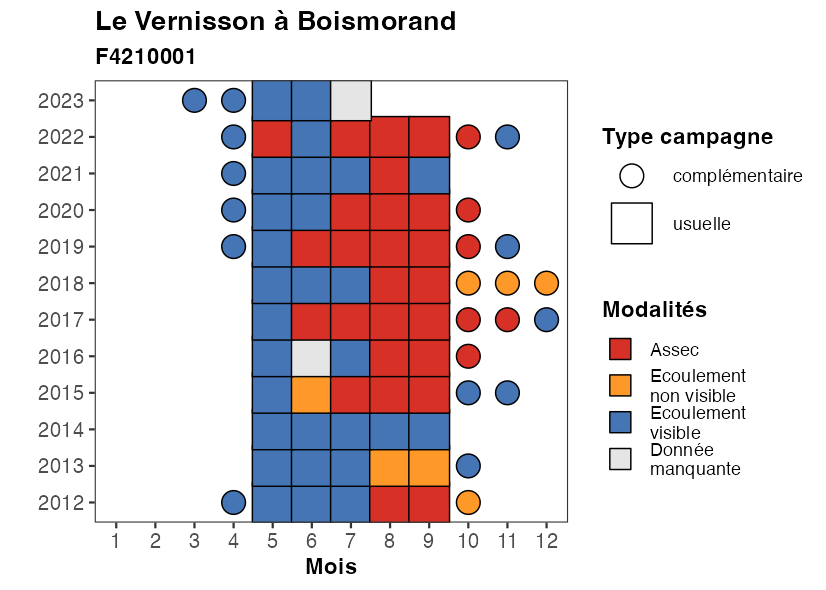 Le Vernisson à Boismorand
F4210001
2023
2022
2021
2020
2019
2018
2017
2016
2015
2014
2013
2012
1 2 3 4 5 6 7 8 9 10 11 12
Mois
Type campagne
complémentaire
usuelle
Modalités
Assec
Ecoulement
non visible
Ecoulement
visible
Donnée
manquante